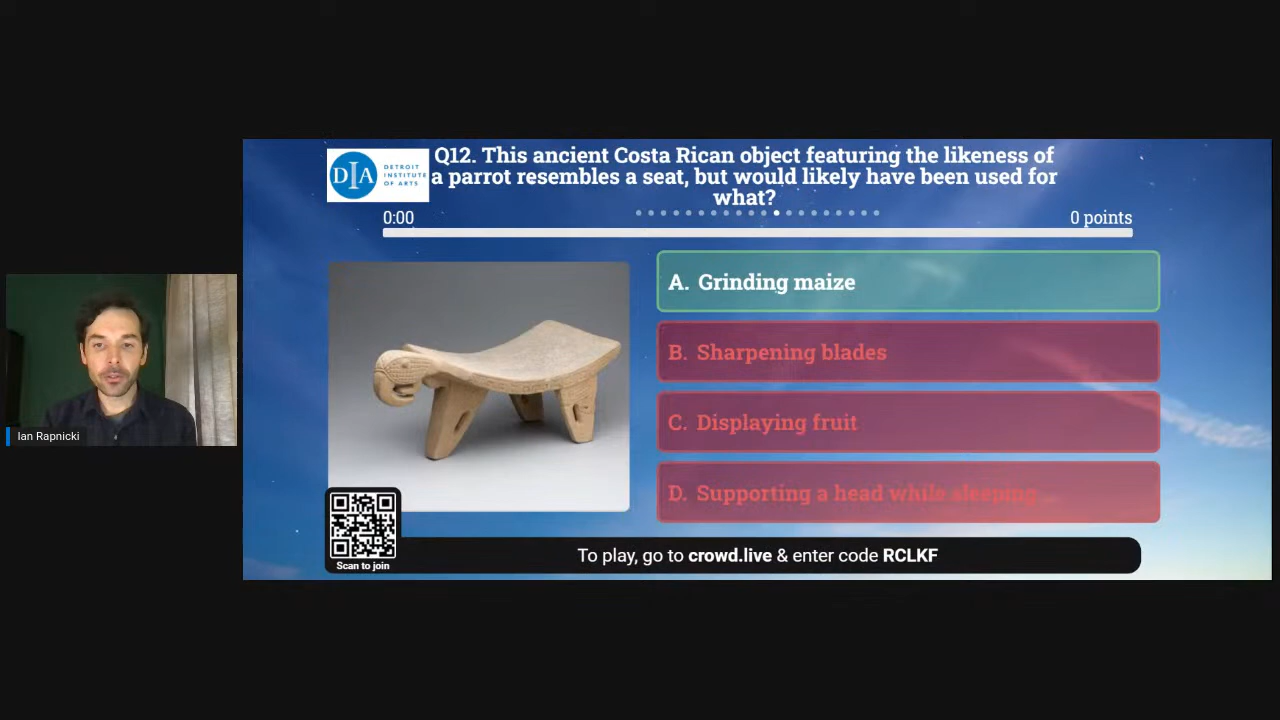 DIA
DETROIT
INSTITUTE
OF ARTS
Q12. This ancient Costa Rican object featuring the likeness of
a parrot resembles a seat, but would likely have been used for
what?
0:00
0 points
A. Grinding maize
B. Sharpening blades
C. Displaying fruit
D. Supporting a head while sleeping
Ian Rapnicki
Scan to join
To play, go to crowd.live & enter code RCLKF